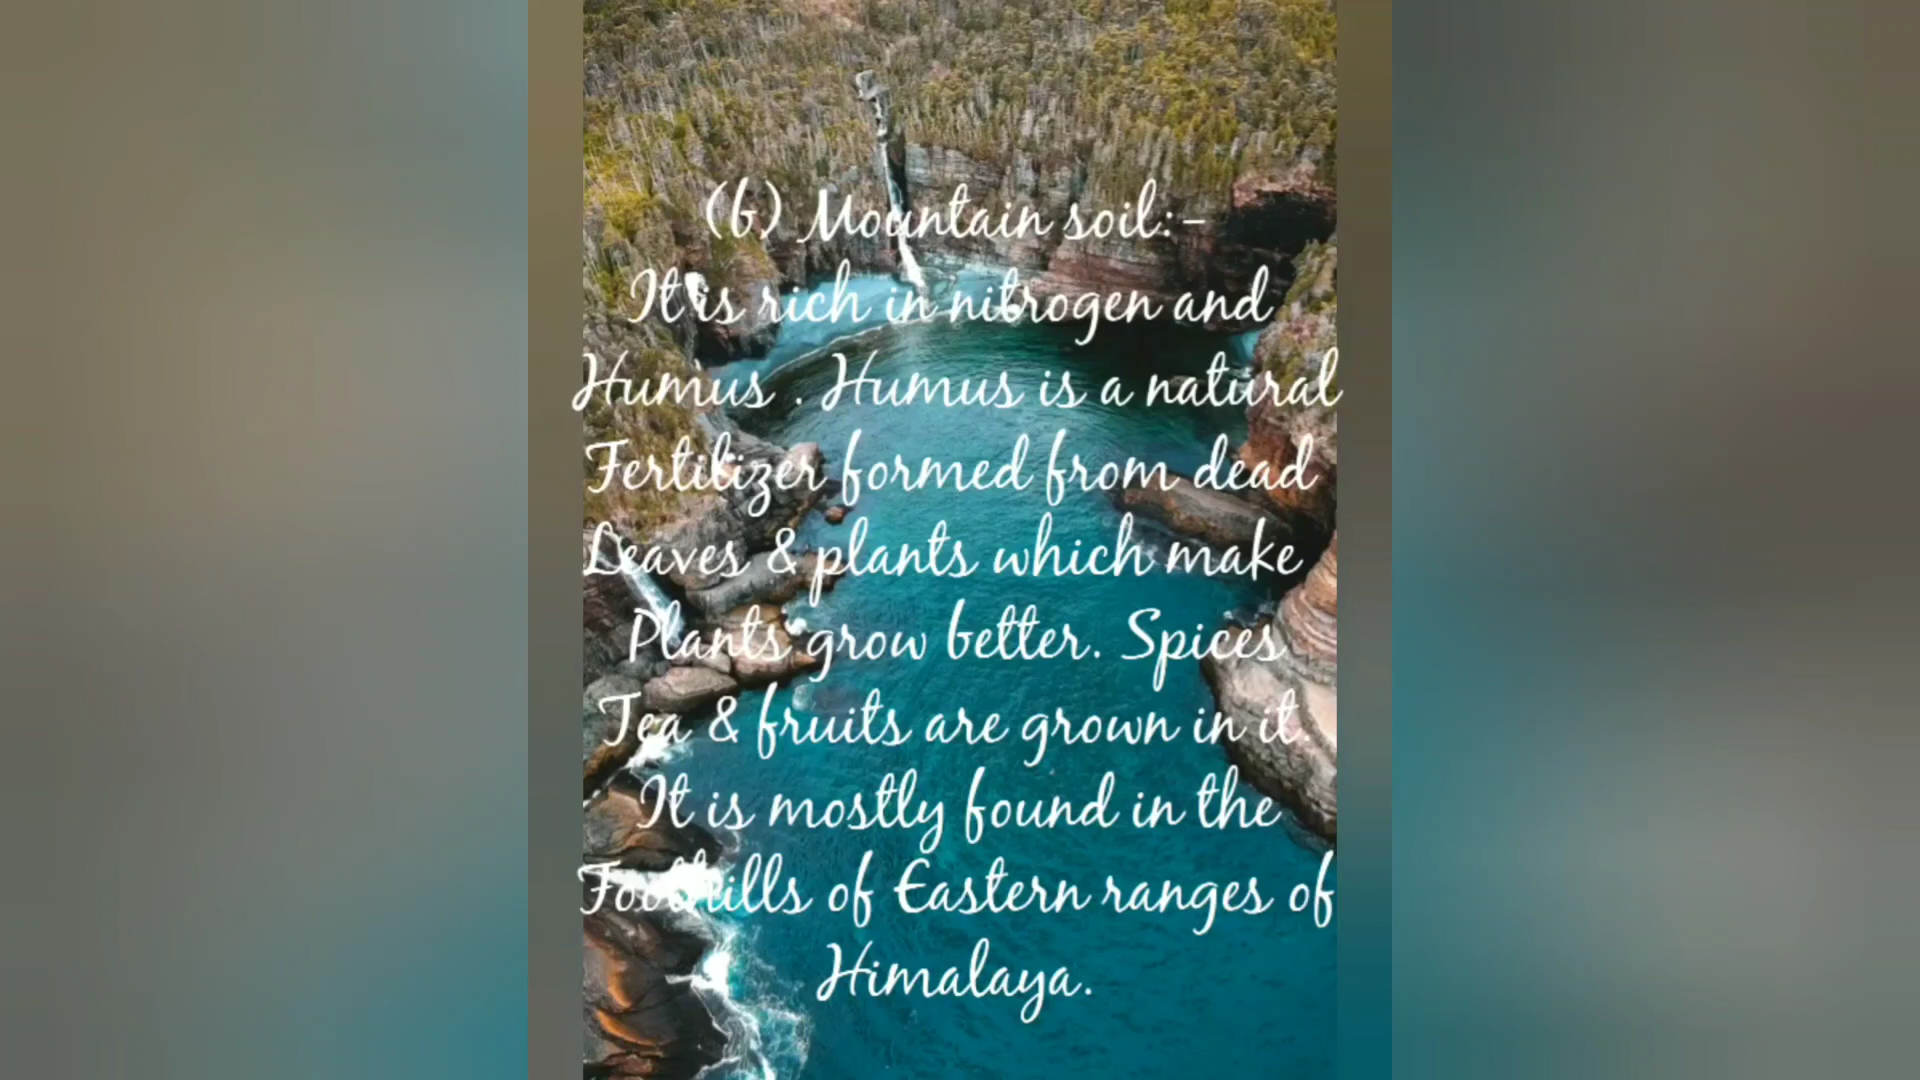 (6) Mountain soil:-
It is rich in nitrogen and
Humus . Humus is a natural
Fertilizer formed from dead
Leaves & plants which make
Plants grow better. Spices
Tea & fruits are grown in it.
It is mostly found in the
Foothills of Eastern ranges of
Himalaya.